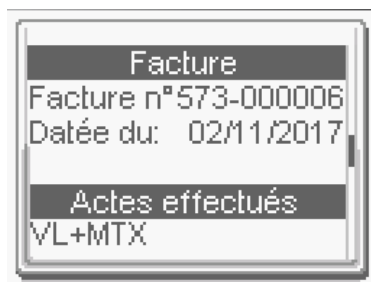 Facture
Facture n°573-000006
Datée du: 02/11/2017
Actes effectués
VL+MTX